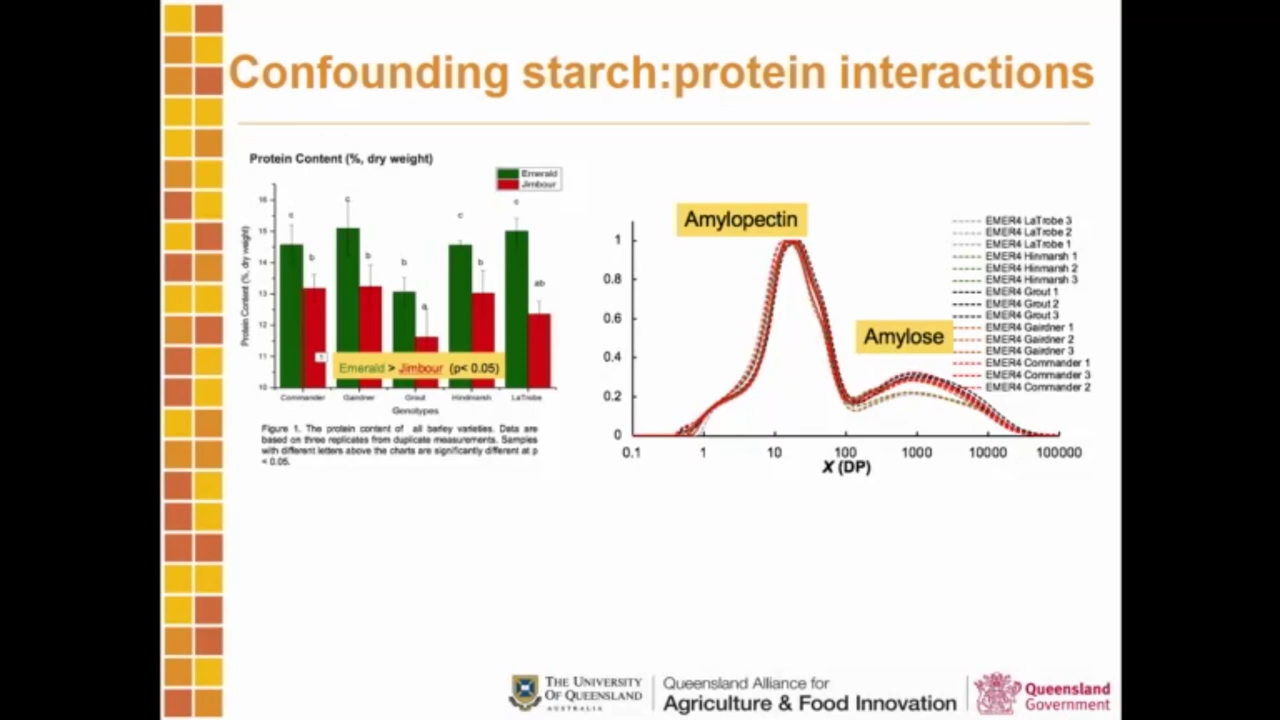 Confounding starch:protein interactions
Protein Content (%, dry weight)
Emerald
Jimbour
Protein Content (%, dry weight)
16
15
14
13
12
11
10
c
b
c
b
b
a
c
b
c
ab
Emerald > Jimbour (p< 0.05)
Commander
Gairdner
Grout
Hindmarsh
LaTrobe
Genotypes
Figure 1. The protein content of all barley varieties. Data are
based on three replicates from duplicate measurements. Samples
with different letters above the charts are significantly different at p
< 0.05.
Amylopectin
Amylose
1
0.8
0.6
0.4
0.2
0
0.1
1
10
100
1000
10000
100000
X (DP)
EMER4 LaTrobe 3
EMER4 LaTrobe 2
EMER4 LaTrobe 1
EMER4 Hinmarsh 1
EMER4 Hinmarsh 2
EMER4 Hinmarsh 3
EMER4 Grout 1
EMER4 Grout 2
EMER4 Grout 3
EMER4 Gairdner 1
EMER4 Gairdner 2
EMER4 Gairdner 3
EMER4 Commander 1
EMER4 Commander 3
EMER4 Commander 2
THE UNIVERSITY
OF QUEENSLAND
AUSTRALIA
Queensland Alliance for
Agriculture & Food Innovation
Queensland
Government